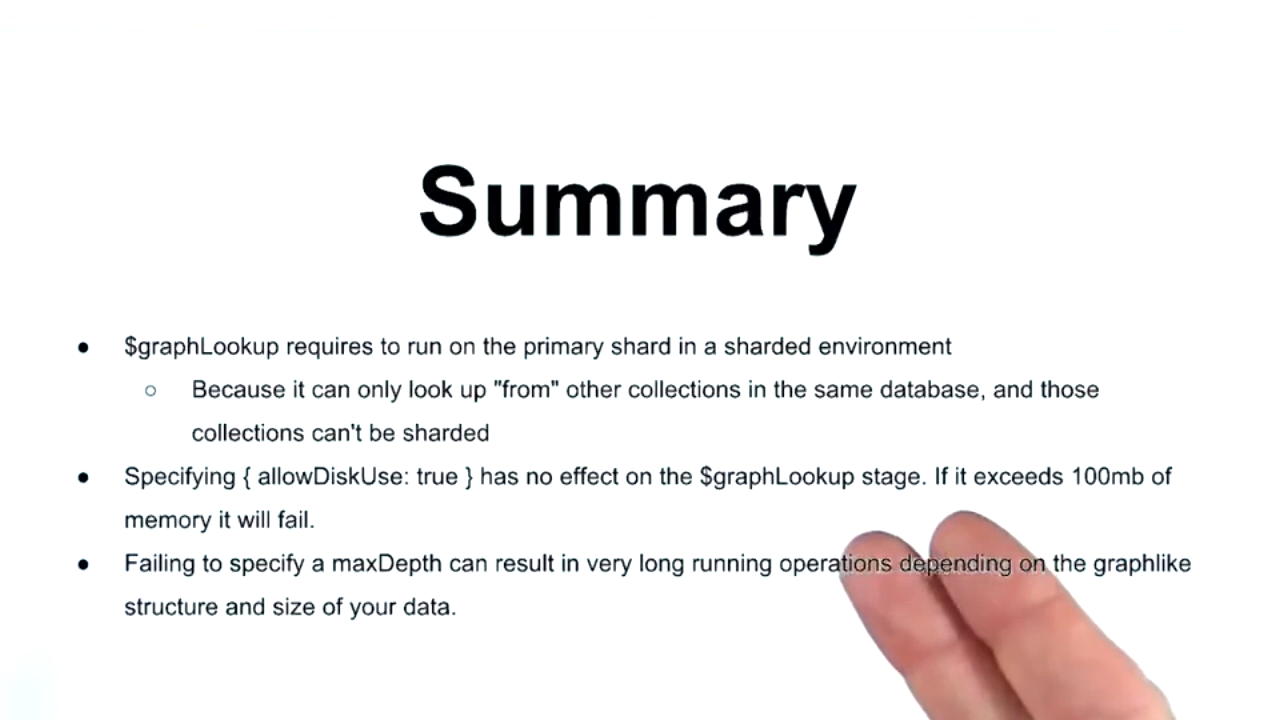 Summary
● $graphLookup requires to run on the primary shard in a sharded environment
○ Because it can only look up "from" other collections in the same database, and those
collections can't be sharded
● Specifying { allowDiskUse: true } has no effect on the $graphLookup stage. If it exceeds 100mb of
memory it will fail.
● Failing to specify a maxDepth can result in very long running operations depending on the graphlike
structure and size of your data.